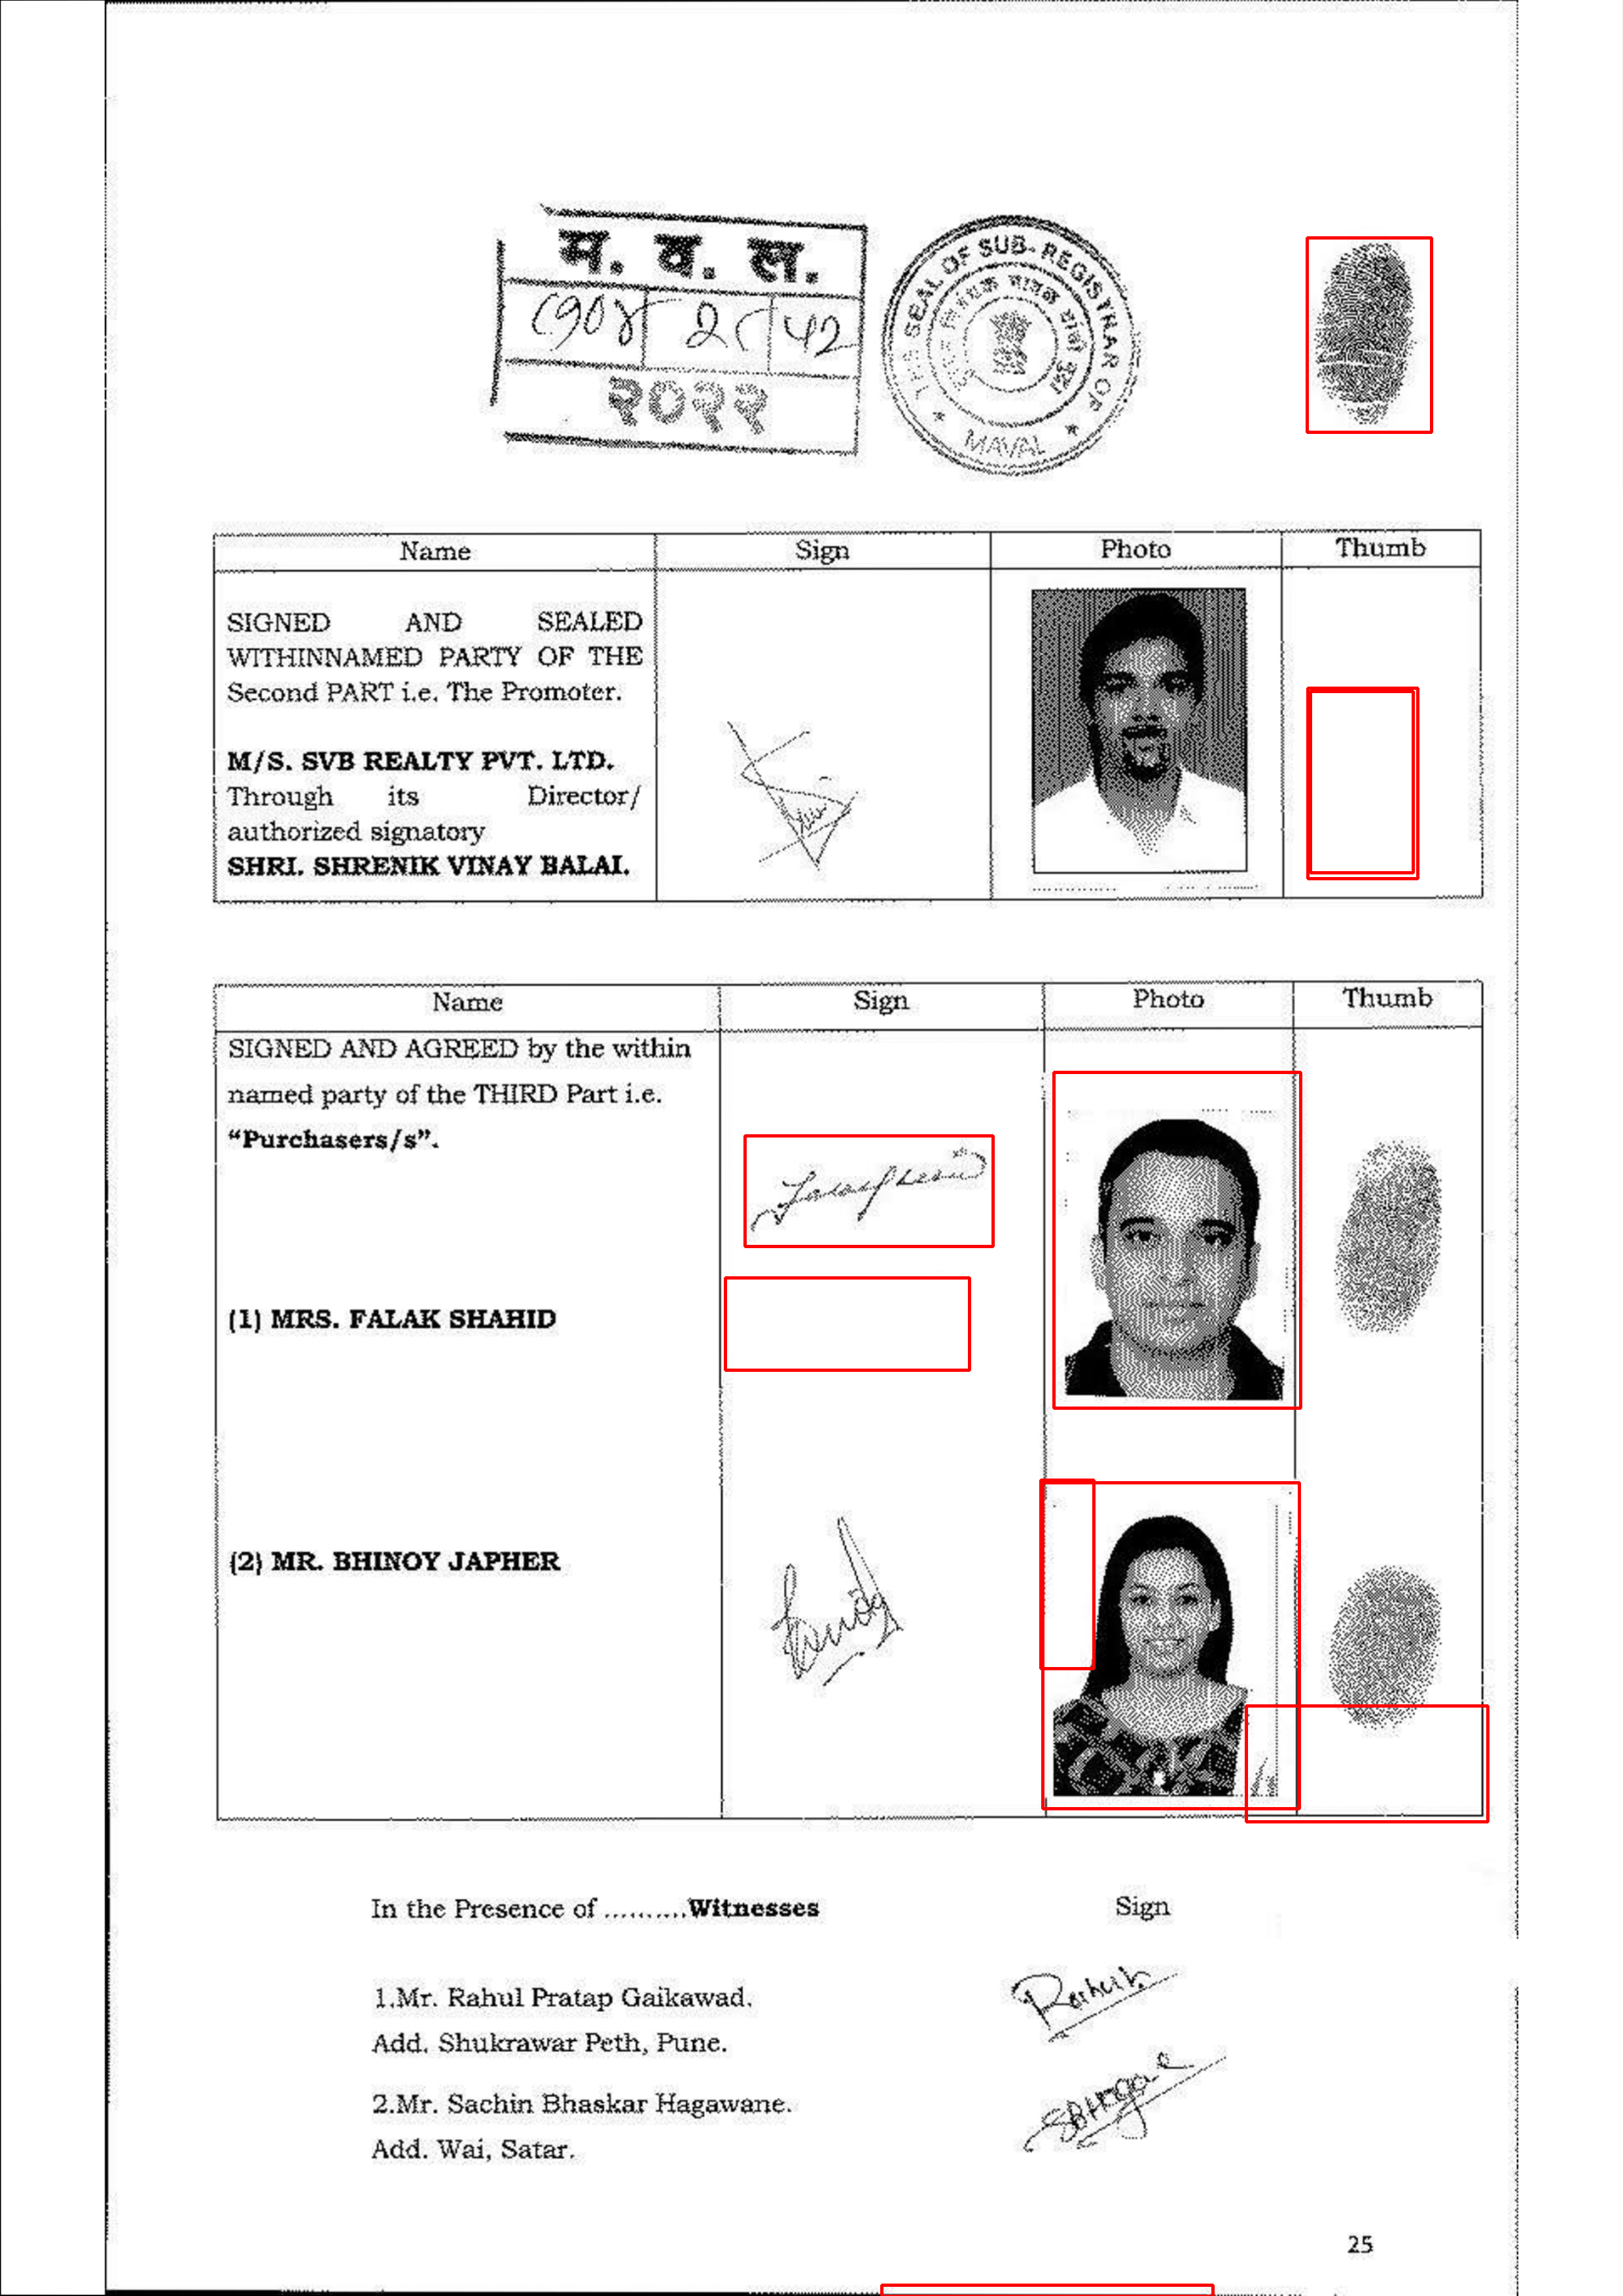 म. व. ल.
२०२२
THE SEAL OF SUB-REGISTRAR OF
MAVAL
Name Sign Photo Thumb
SIGNED AND SEALED
WITHINNAMED PARTY OF THE
Second PART i.e. The Promoter.
M/S. SVB REALTY PVT. LTD.
Through its Director/
authorized signatory
SHRI. SHRENIK VINAY BALAI.
Name Sign Photo Thumb
SIGNED AND AGREED by the within
named party of the THIRD Part i.e.
“Purchasers/s”.
(1) MRS. FALAK SHAHID
(2) MR. BHINOY JAPHER
In the Presence of ..........Witnesses Sign
1.Mr. Rahul Pratap Gaikawad.
Rahul
Add. Shukrawar Peth, Pune.
2.Mr. Sachin Bhaskar Hagawane.
Add. Wai, Satar.
25